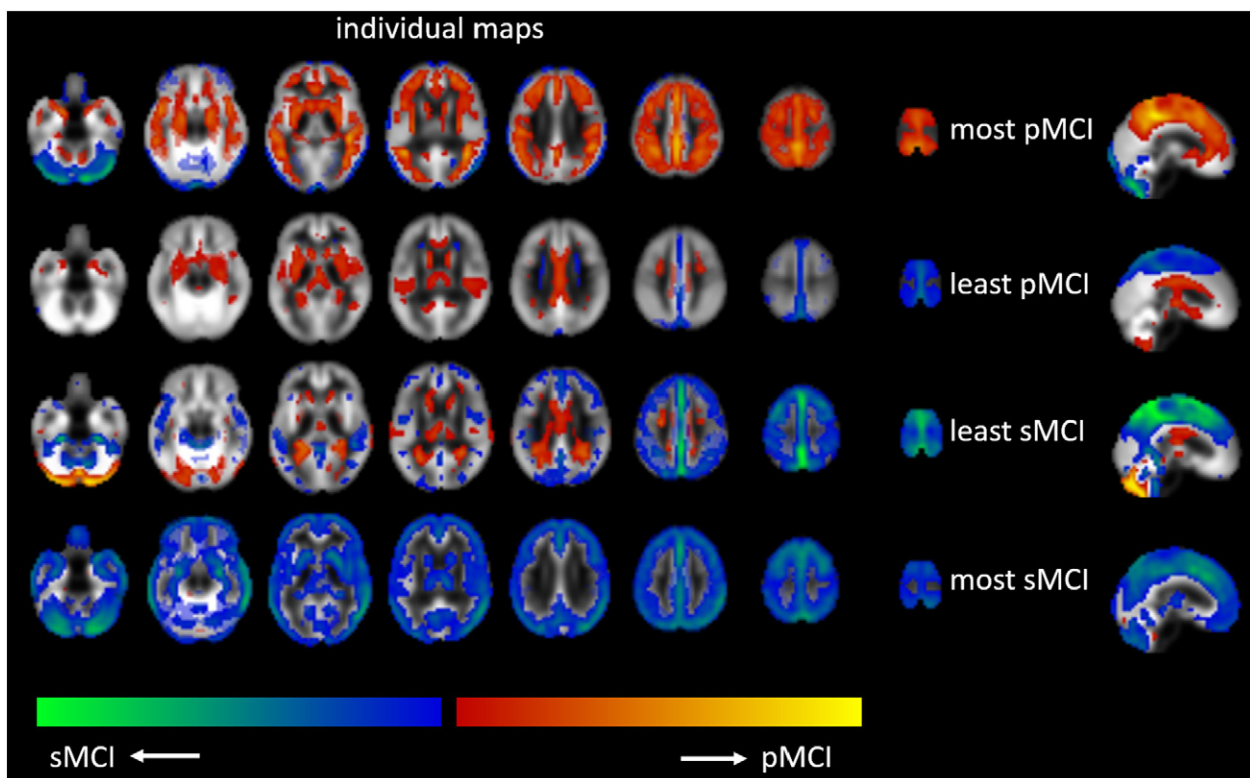 individual maps
most pMCI
least pMCI
least sMCI
most sMCI
sMCI
pMCI